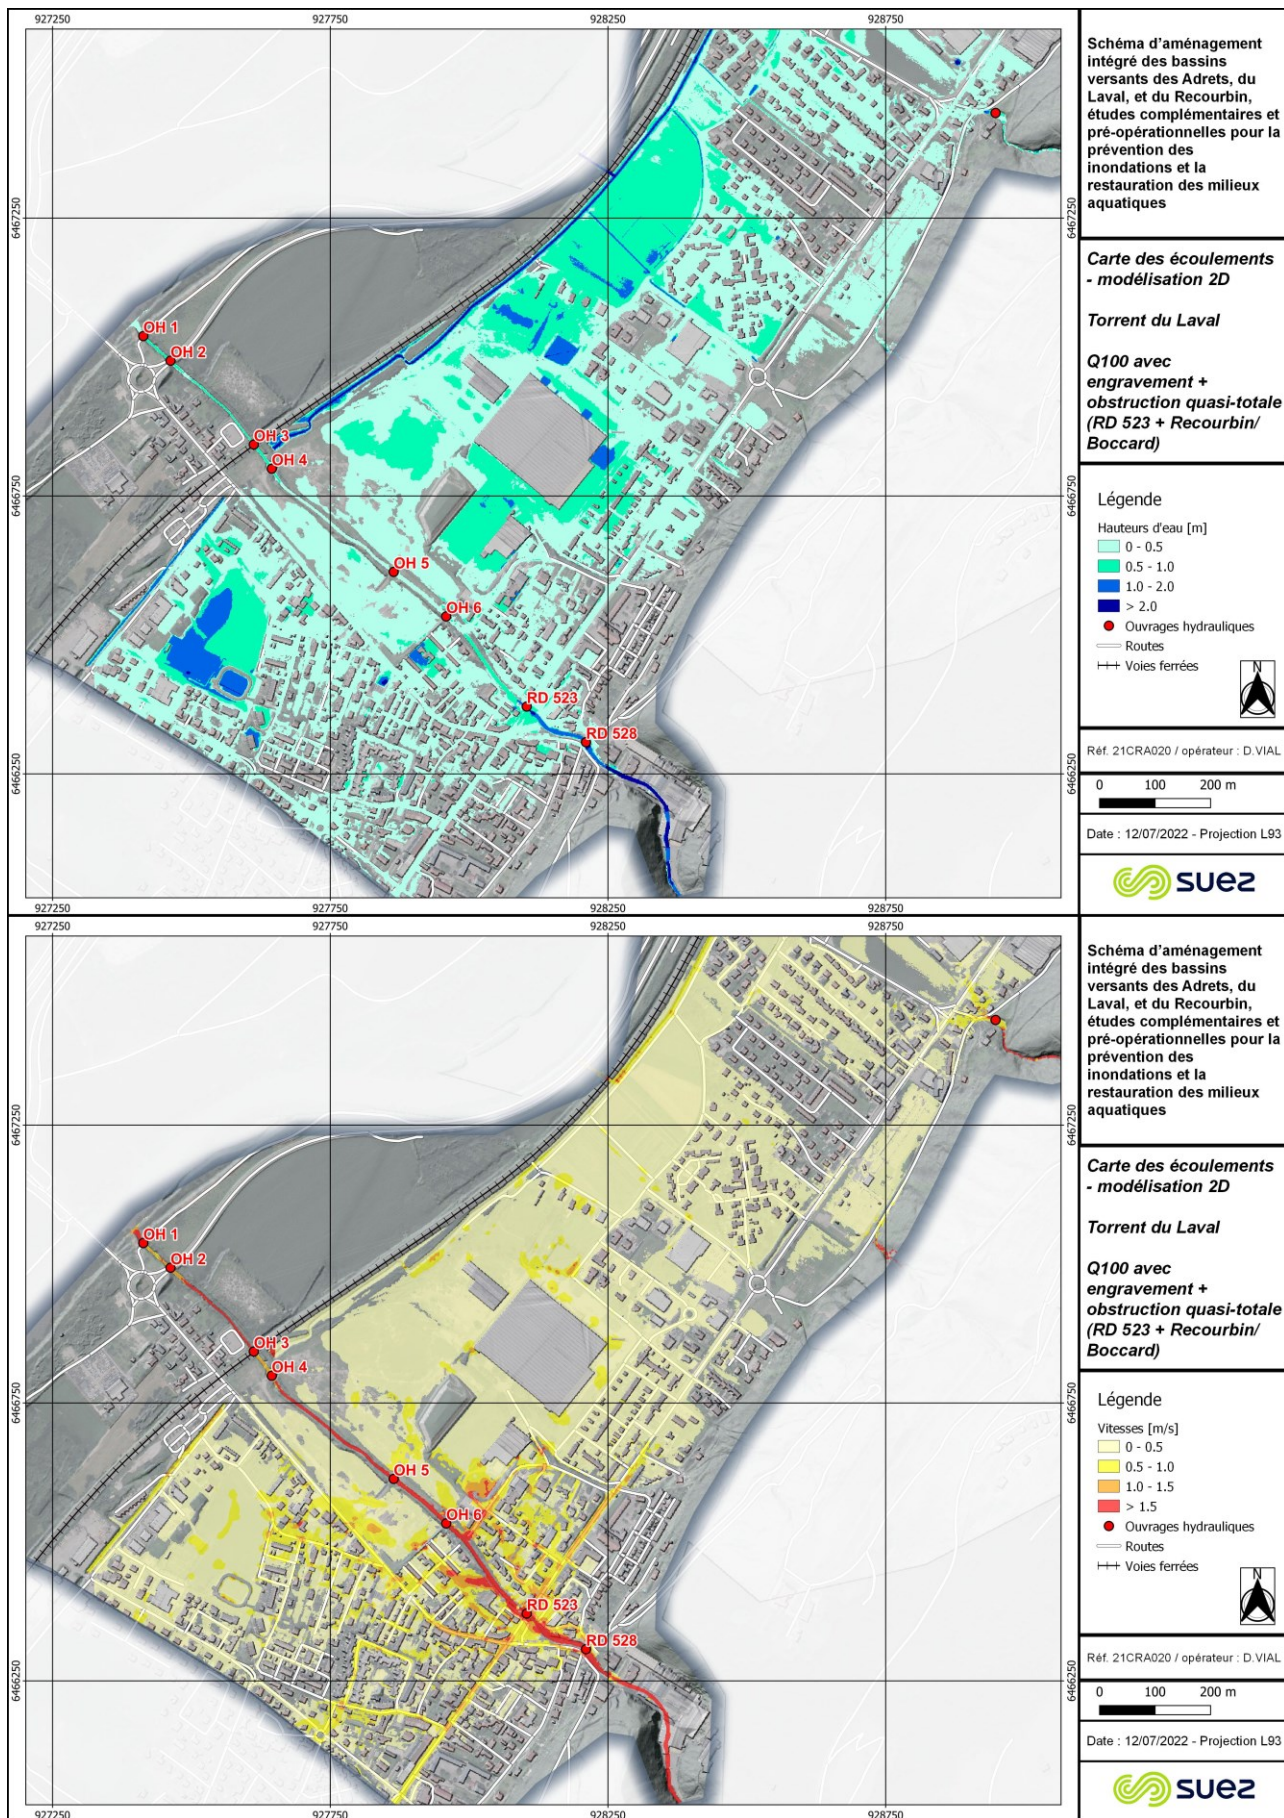 927250
927750
928250
928750
6467250
6466750
6466250
OH 1
OH 2
OH 3
OH 4
OH 5
OH 6
RD 523
RD 528
927250
927750
928250
928750
Schéma d'aménagement
intégré des bassins
versants des Adrets, du
Laval, et du Recourbin,
études complémentaires et
pré-opérationnelles pour la
prévention des
inondations et la
restauration des milieux
aquatiques
Carte des écoulements
- modélisation 2D
Torrent du Laval
Q100 avec
engravement +
obstruction quasi-totale
(RD 523 + Recourbin/
Boccard)
Légende
Hauteurs d'eau [m]
0 - 0.5
0.5 - 1.0
1.0 - 2.0
> 2.0
Ouvrages hydrauliques
Routes
Voies ferrées
N
Réf. 21CRA020 / opérateur : D.VIAL
0 100 200 m
Date : 12/07/2022 - Projection L93
suez
6467250
6466750
6466250
6467250
6466750
6466250
OH 1
OH 2
OH 3
OH 4
OH 5
OH 6
RD 523
RD 528
927250
927750
928250
928750
Schéma d'aménagement
intégré des bassins
versants des Adrets, du
Laval, et du Recourbin,
études complémentaires et
pré-opérationnelles pour la
prévention des
inondations et la
restauration des milieux
aquatiques
Carte des écoulements
- modélisation 2D
Torrent du Laval
Q100 avec
engravement +
obstruction quasi-totale
(RD 523 + Recourbin/
Boccard)
Légende
Vitesses [m/s]
0 - 0.5
0.5 - 1.0
1.0 - 1.5
> 1.5
Ouvrages hydrauliques
Routes
Voies ferrées
N
Réf. 21CRA020 / opérateur : D.VIAL
0 100 200 m
Date : 12/07/2022 - Projection L93
suez
6467250
6466750
6466250